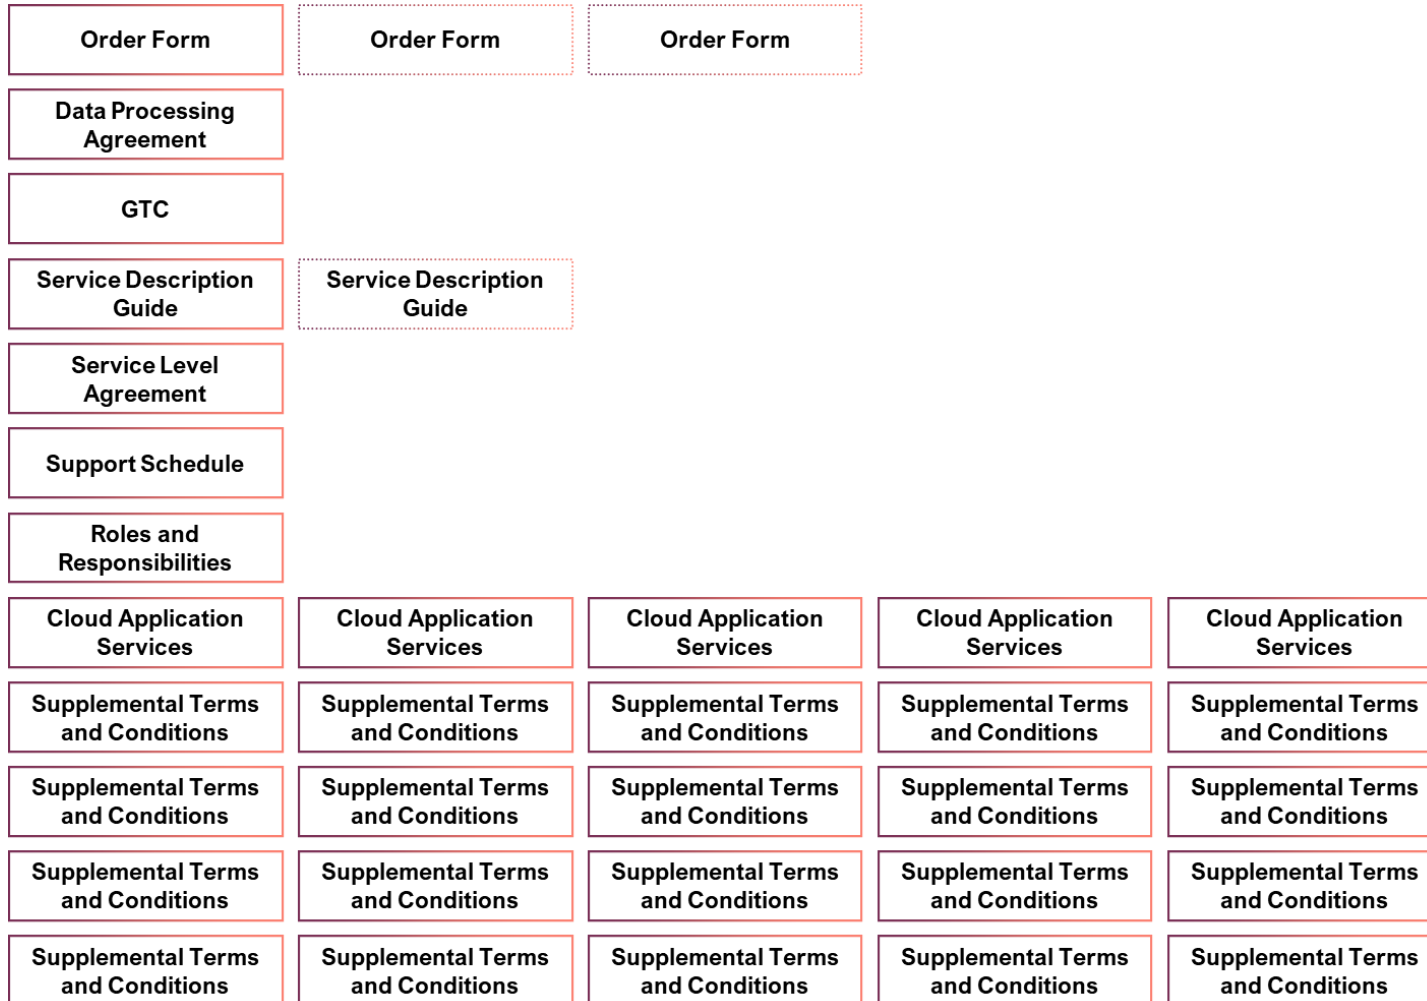 Order Form
Order Form
Order Form
Data Processing
Agreement
GTC
Service Description
Guide
Service Description
Guide
Service Level
Agreement
Support Schedule
Roles and
Responsibilities
Cloud Application
Services
Cloud Application
Services
Cloud Application
Services
Cloud Application
Services
Cloud Application
Services
Supplemental Terms
and Conditions
Supplemental Terms
and Conditions
Supplemental Terms
and Conditions
Supplemental Terms
and Conditions
Supplemental Terms
and Conditions
Supplemental Terms
and Conditions
Supplemental Terms
and Conditions
Supplemental Terms
and Conditions
Supplemental Terms
and Conditions
Supplemental Terms
and Conditions
Supplemental Terms
and Conditions
Supplemental Terms
and Conditions
Supplemental Terms
and Conditions
Supplemental Terms
and Conditions
Supplemental Terms
and Conditions
Supplemental Terms
and Conditions
Supplemental Terms
and Conditions
Supplemental Terms
and Conditions
Supplemental Terms
and Conditions
Supplemental Terms
and Conditions